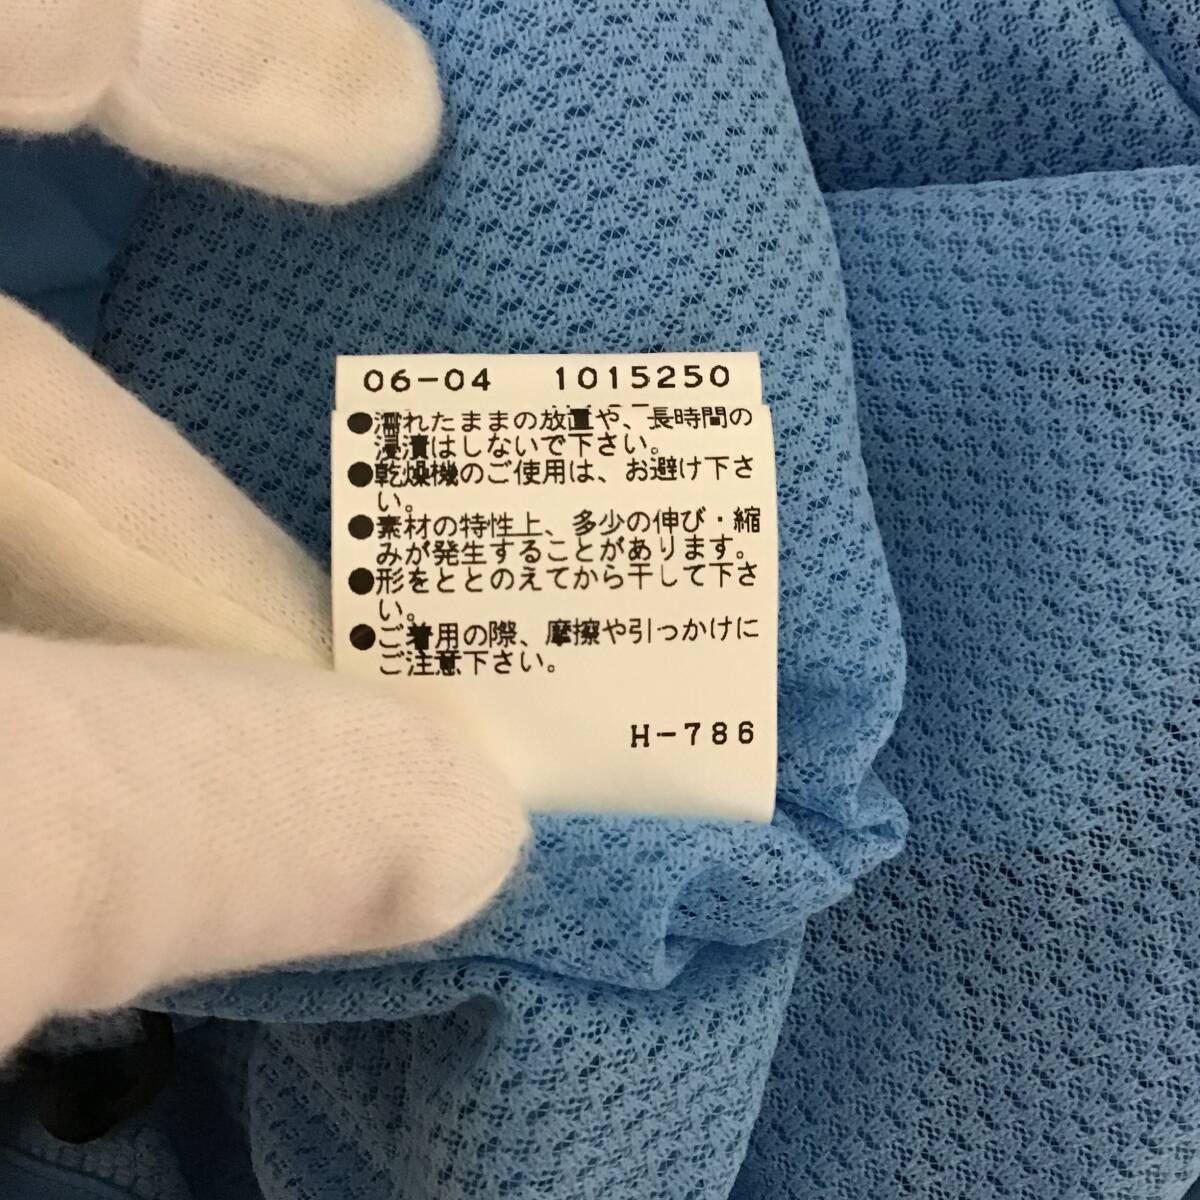 06-04 1015250
●濡れたままの放置や、長時間の
浸漬はしないで下さい。
●乾燥機のご使用は、お避け下さ
い。
●素材の特性上、多少の伸び・縮
みが発生することがあります。
●形をととのえてから干して下さ
い。
●ご着用の際、摩擦や引っかけに
ご注意下さい。
H-786